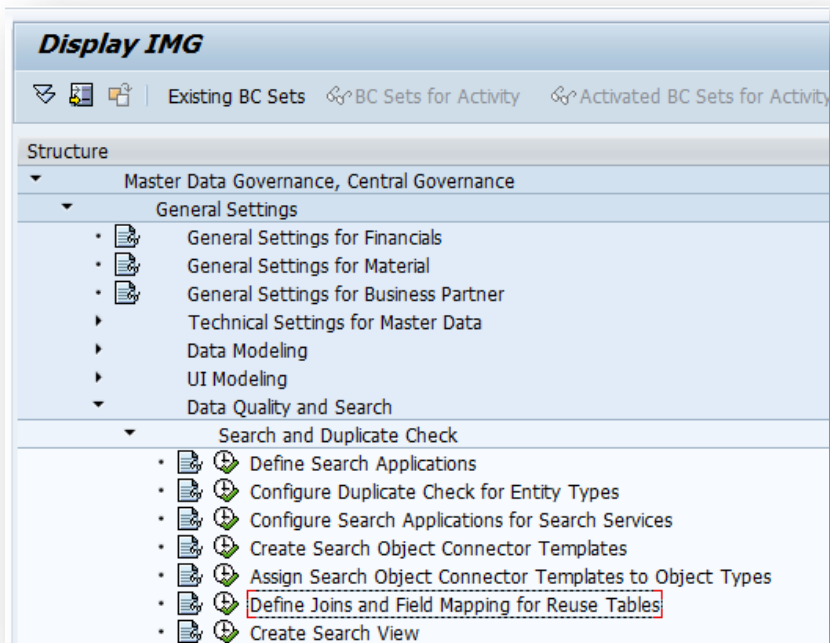 Display IMG
Existing BC Sets BC Sets for Activity Activated BC Sets for Activity
Structure
Master Data Governance, Central Governance
General Settings
General Settings for Financials
General Settings for Material
General Settings for Business Partner
Technical Settings for Master Data
Data Modeling
UI Modeling
Data Quality and Search
Search and Duplicate Check
Define Search Applications
Configure Duplicate Check for Entity Types
Configure Search Applications for Search Services
Create Search Object Connector Templates
Assign Search Object Connector Templates to Object Types
Define Joins and Field Mapping for Reuse Tables
Create Search View